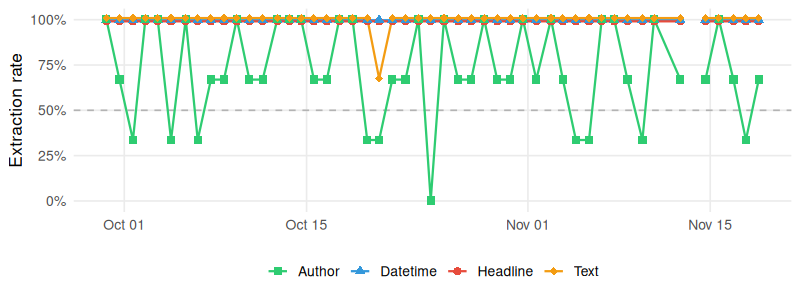 100%
75%
50%
25%
0%
Extraction rate
Oct 01 Oct 15 Nov 01 Nov 15
Author Datetime Headline Text